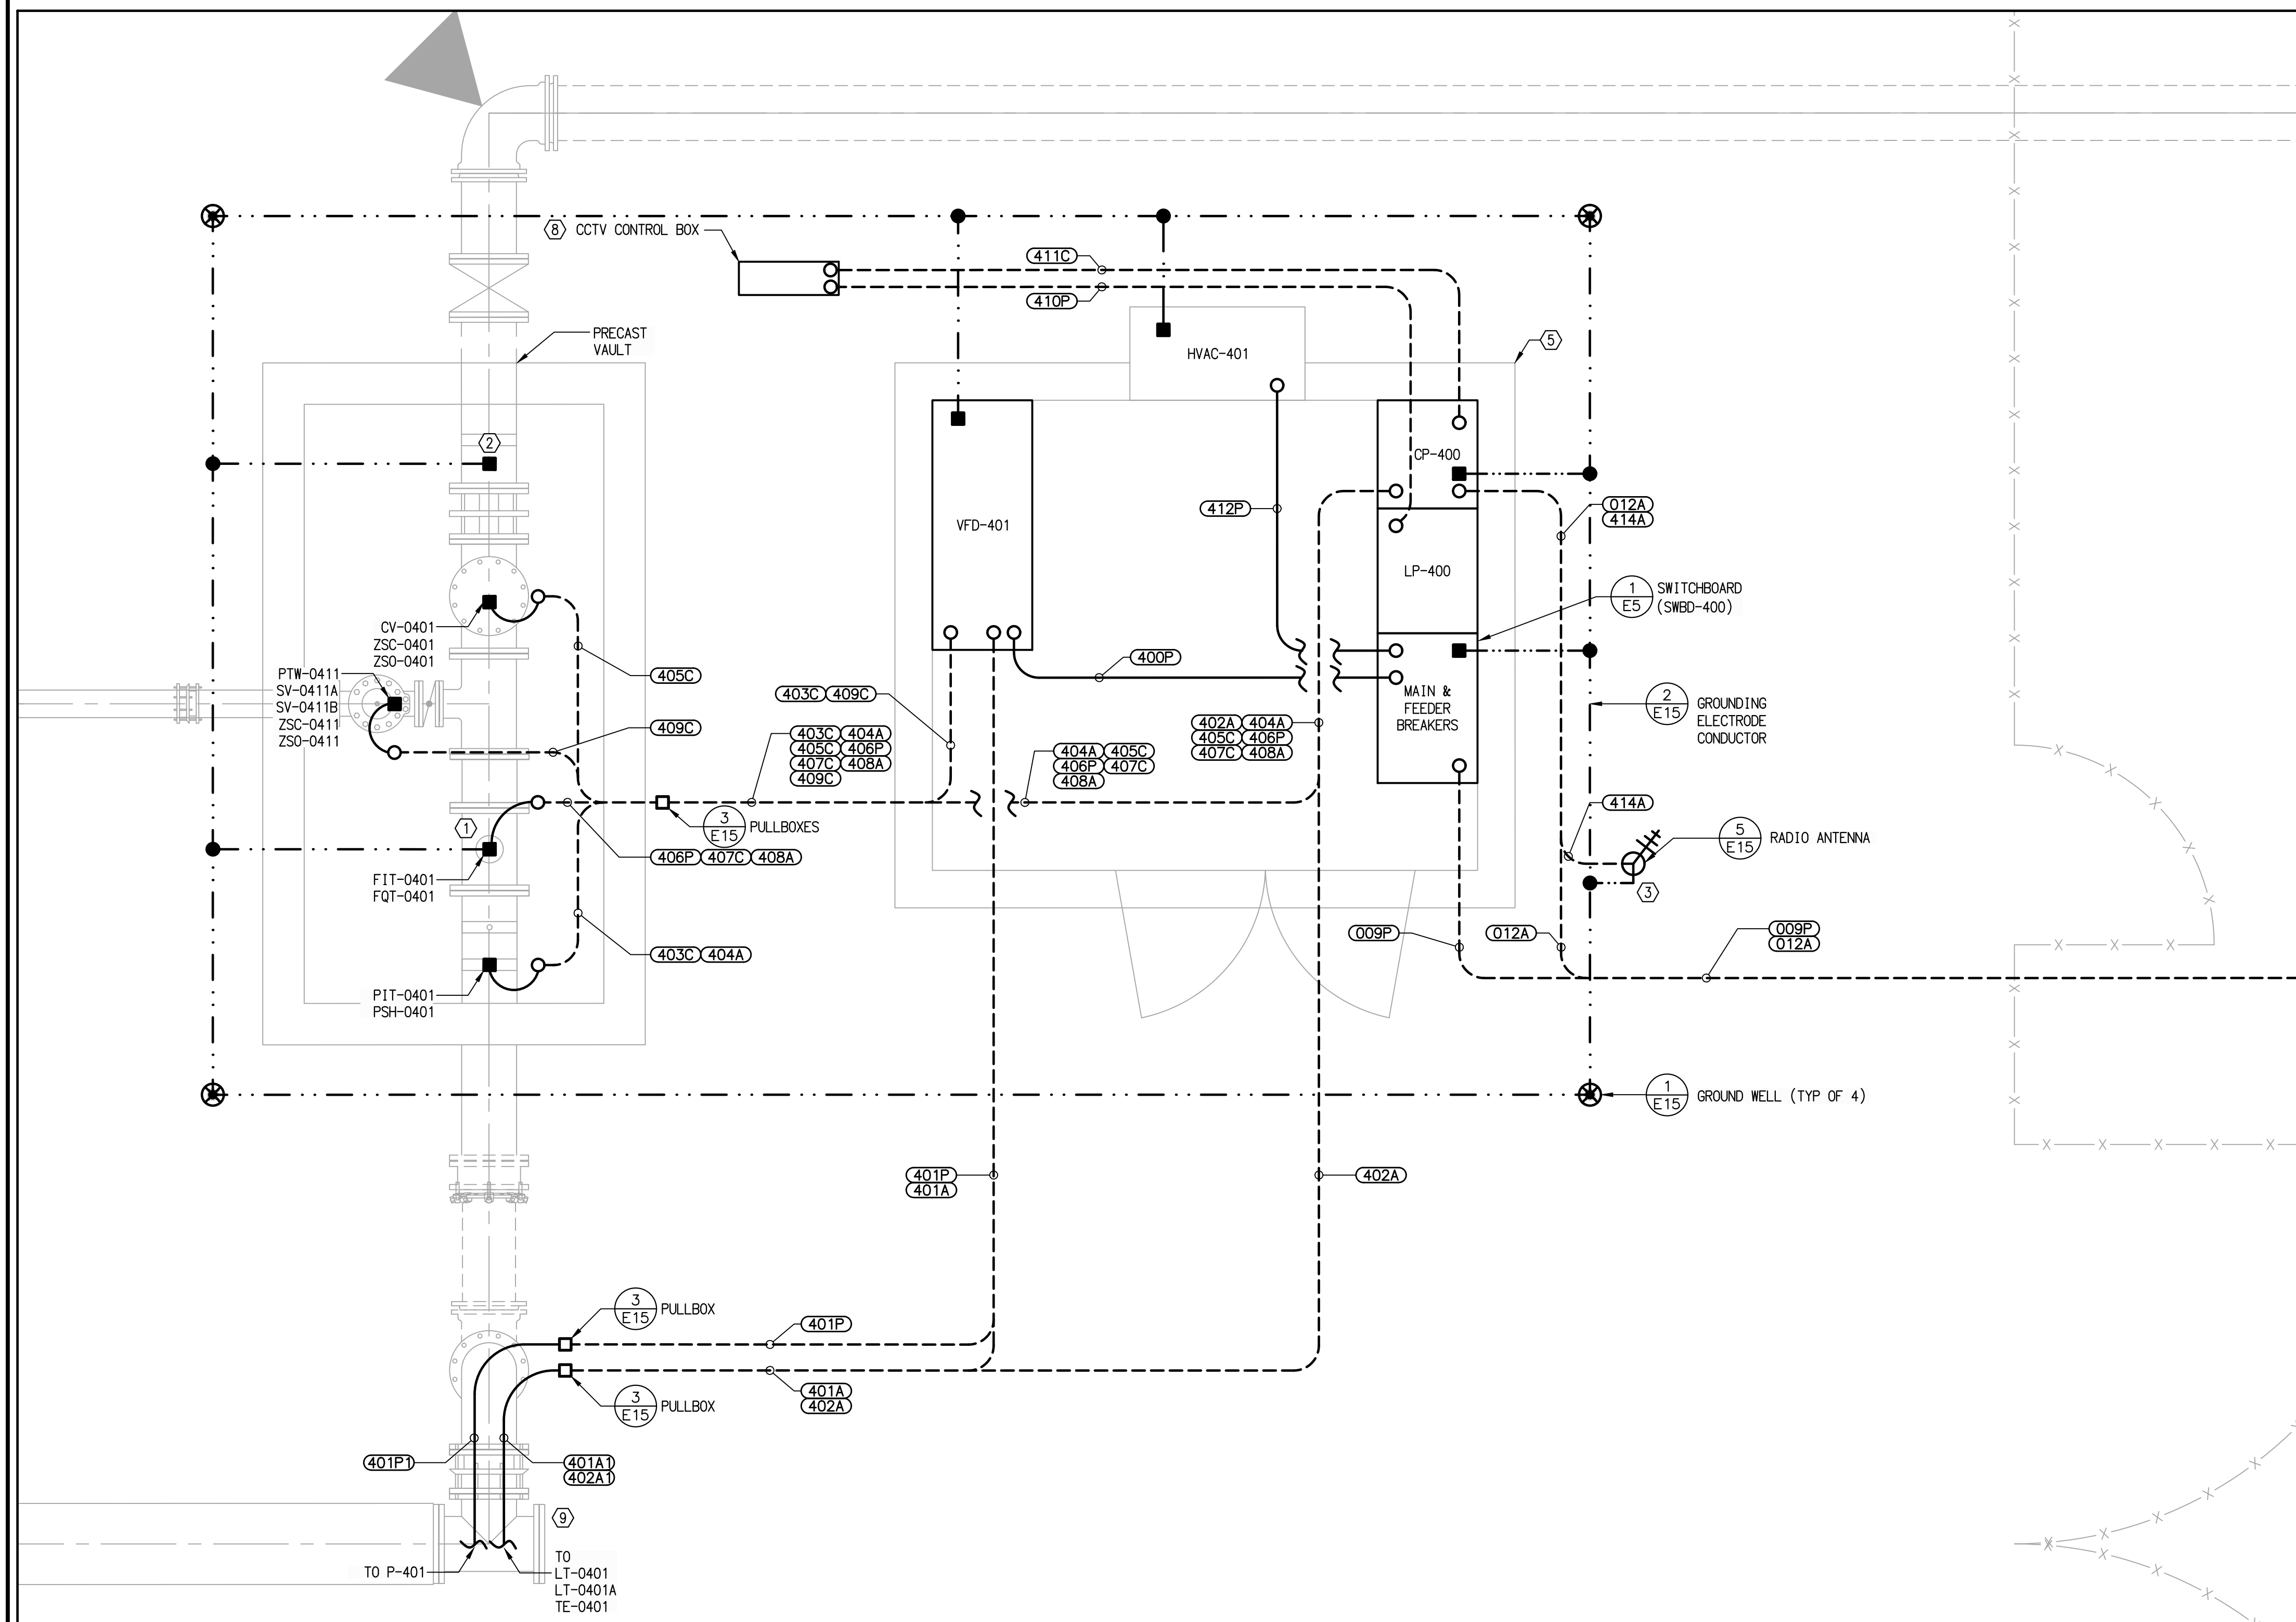 8 CCTV CONTROL BOX
411C
410P
PRECAST
VAULT
5
HVAC-401
2
CP-400
412P
012A
414A
VFD-401
LP-400
1
E5
SWITCHBOARD
(SWBD-400)
CV-0401
ZSC-0401
ZSO-0401
PTW-0411
SV-0411A
SV-0411B
ZSC-0411
ZSO-0411
405C
400P
403C 409C
MAIN &
FEEDER
BREAKERS
2
E15
GROUNDING
ELECTRODE
CONDUCTOR
409C
403C 404A
405C 406P
407C 408A
409C
404A 405C
406P 407C
408A
402A 404A
405C 406P
407C 408A
414A
1
3
E15
PULLBOXES
5
E15
RADIO ANTENNA
406P 407C 408A
FIT-0401
FQT-0401
3
403C 404A
009P
012A
009P
012A
PIT-0401
PSH-0401
1
E15
GROUND WELL (TYP OF 4)
401P
401A
402A
3
E15
PULLBOX
401P
3
E15
PULLBOX
401A
402A
401P1
401A1
402A1
9
TO P-401
TO
LT-0401
LT-0401A
TE-0401